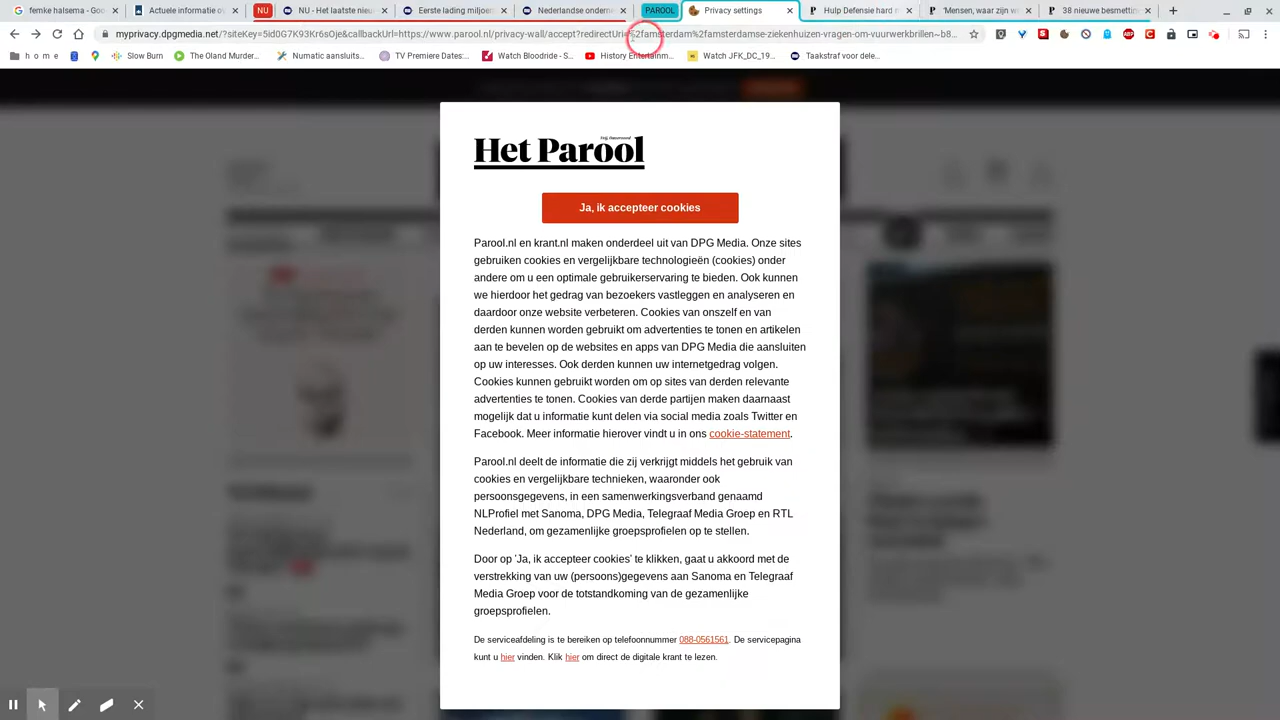 femke halsema - Go
Actuele beursgrafie
NU
NU - Het laatste nieuw
Eerste lading miljoene
Nederlandse onderne
PAROOL
Privacy settings
Hulp Defensie hard n
'Mensen, waar zijn w
38 nieuwe besmetti
myprivacy.dpgmedia.net/?siteKey=5id0G7K93Kr6sOje&callbackUrl=https://www.parool.nl/privacy-wall/accept?redirectUri=%2famsterdam%2famsterdamse-ziekenhuizen-vragen-om-vuurwerkbrillen~b8...
h o m e
Slow Burn
The Oland Murder...
Numatic aansluits...
TV Premiere Dates:...
Watch Bloodride - S...
History Entertainm...
Watch JFK_DC_19...
Taakstraf voor dele...
Het Parool
Ja, ik accepteer cookies
Parool.nl en krant.nl maken onderdeel uit van DPG Media. Onze sites
gebruiken cookies en vergelijkbare technologieën (cookies) onder
andere om u een optimale gebruikerservaring te bieden. Ook kunnen
we hierdoor het gedrag van bezoekers vastleggen en analyseren en
daardoor onze website verbeteren. Cookies van onszelf en van
derden kunnen worden gebruikt om advertenties te tonen en artikelen
aan te bevelen op de websites en apps van DPG Media die aansluiten
op uw interesses. Ook derden kunnen uw internetgedrag volgen.
Cookies kunnen gebruikt worden om op sites van derden relevante
advertenties te tonen. Cookies van derde partijen maken daarnaast
mogelijk dat u informatie kunt delen via social media zoals Twitter en
Facebook. Meer informatie hierover vindt u in ons cookie-statement.
Parool.nl deelt de informatie die zij verkrijgt middels het gebruik van
cookies en vergelijkbare technieken, waaronder ook
persoonsgegevens, in een samenwerkingsverband genaamd
NLProfiel met Sanoma, DPG Media, Telegraaf Media Groep en RTL
Nederland, om gezamenlijke groepsprofielen op te stellen.
Door op 'Ja, ik accepteer cookies' te klikken, gaat u akkoord met de
verstrekking van uw (persoons)gegevens aan Sanoma en Telegraaf
Media Groep voor de totstandkoming van de gezamenlijke
groepsprofielen.
De serviceafdeling is te bereiken op telefoonnummer 088-0561561. De servicepagina
kunt u hier vinden. Klik hier om direct de digitale krant te lezen.